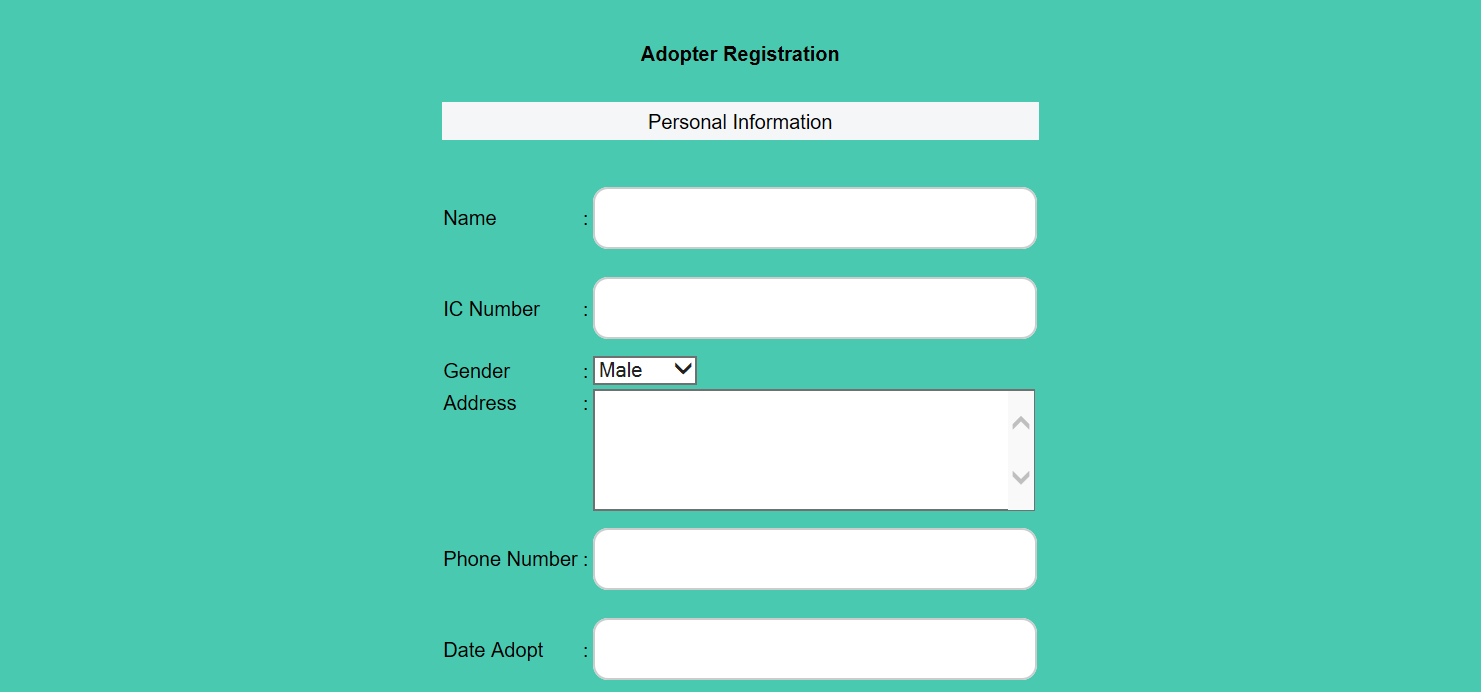 Adopter Registration
Personal Information
Name :
IC Number :
Gender : Male
Address :
Phone Number :
Date Adopt :